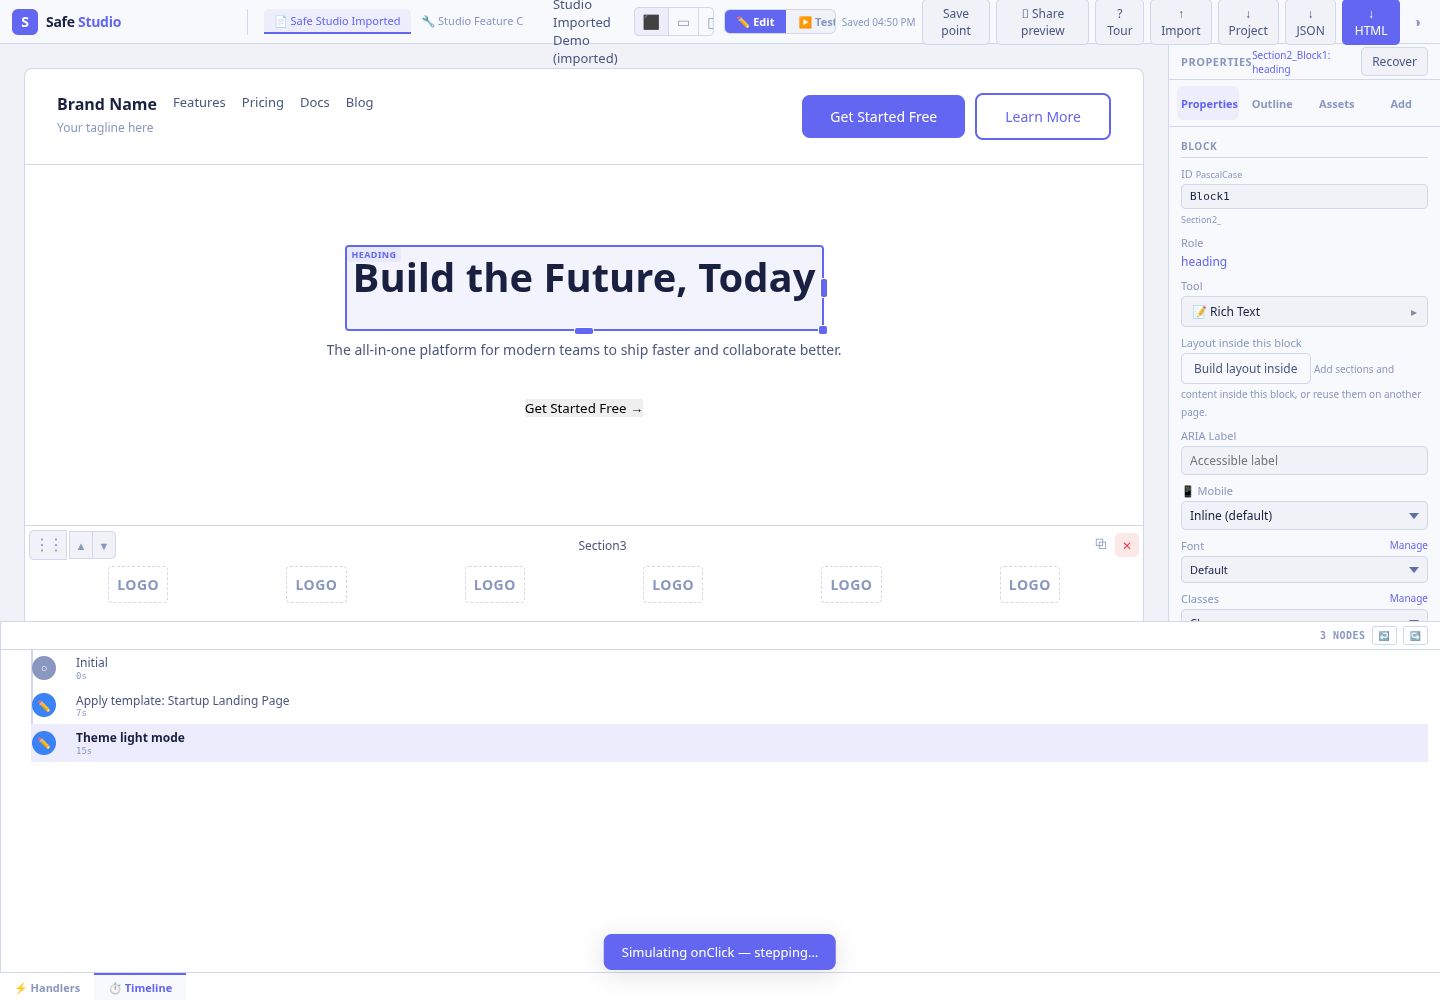 S Safe Studio
📄 Safe Studio Imported
🔧 Studio Feature C
Studio
Imported
Demo
(imported)
✏️ Edit
▶️ Test
Saved 04:50 PM
Save
point
Share
preview
?
Tour
↑
Import
↓
Project
↓
JSON
↓
HTML
Brand Name
Features
Pricing
Docs
Blog
Your tagline here
Get Started Free
Learn More
HEADING
Build the Future, Today
The all-in-one platform for modern teams to ship faster and collaborate better.
Get Started Free →
Section3
LOGO
LOGO
LOGO
LOGO
LOGO
LOGO
PROPERTIES
Section2_Block1:
heading
Recover
Properties
Outline
Assets
Add
BLOCK
ID PascalCase
Block1
Section2_
Role
heading
Tool
📝 Rich Text
Layout inside this block
Build layout inside
Add sections and
content inside this block, or reuse them on another
page.
ARIA Label
Accessible label
📱 Mobile
Inline (default)
Font
Manage
Default
Classes
Manage
3 NODES
Initial
0s
Apply template: Startup Landing Page
7s
Theme light mode
15s
Simulating onClick — stepping...
⚡ Handlers
⏱️ Timeline